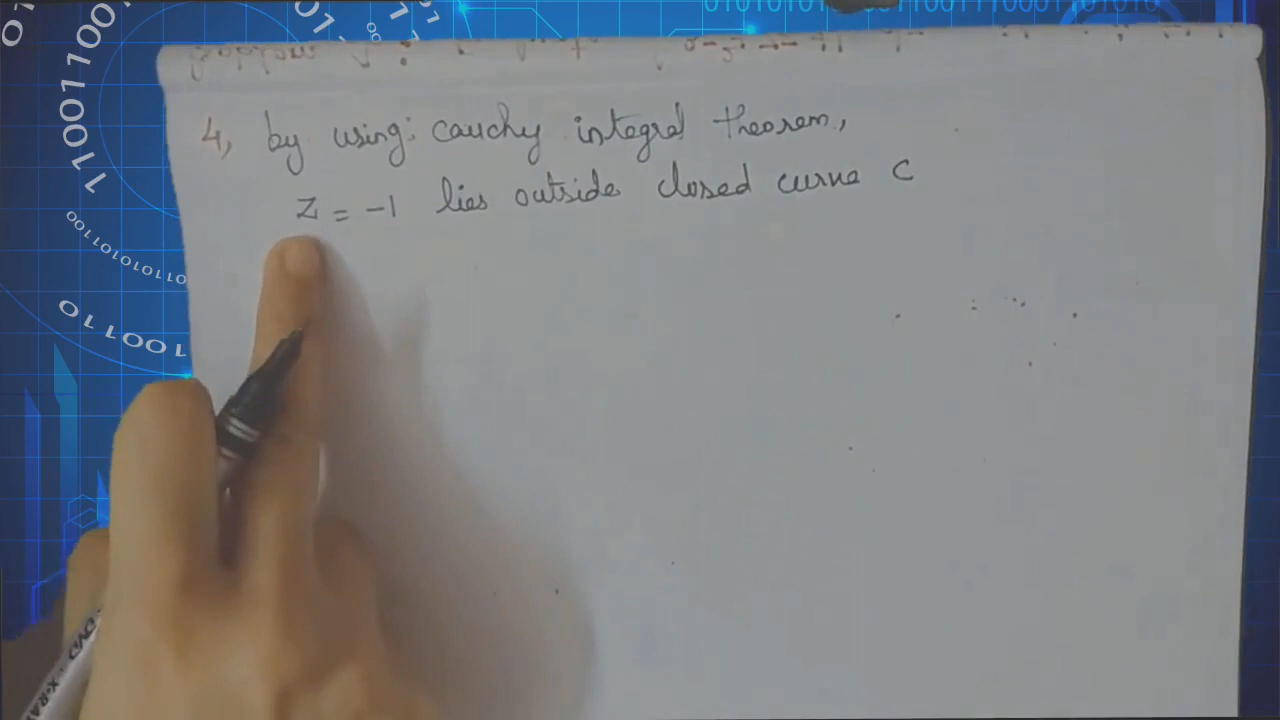 4, by using: cauchy integral theorem,
Z = -1 lies outside closed curve C